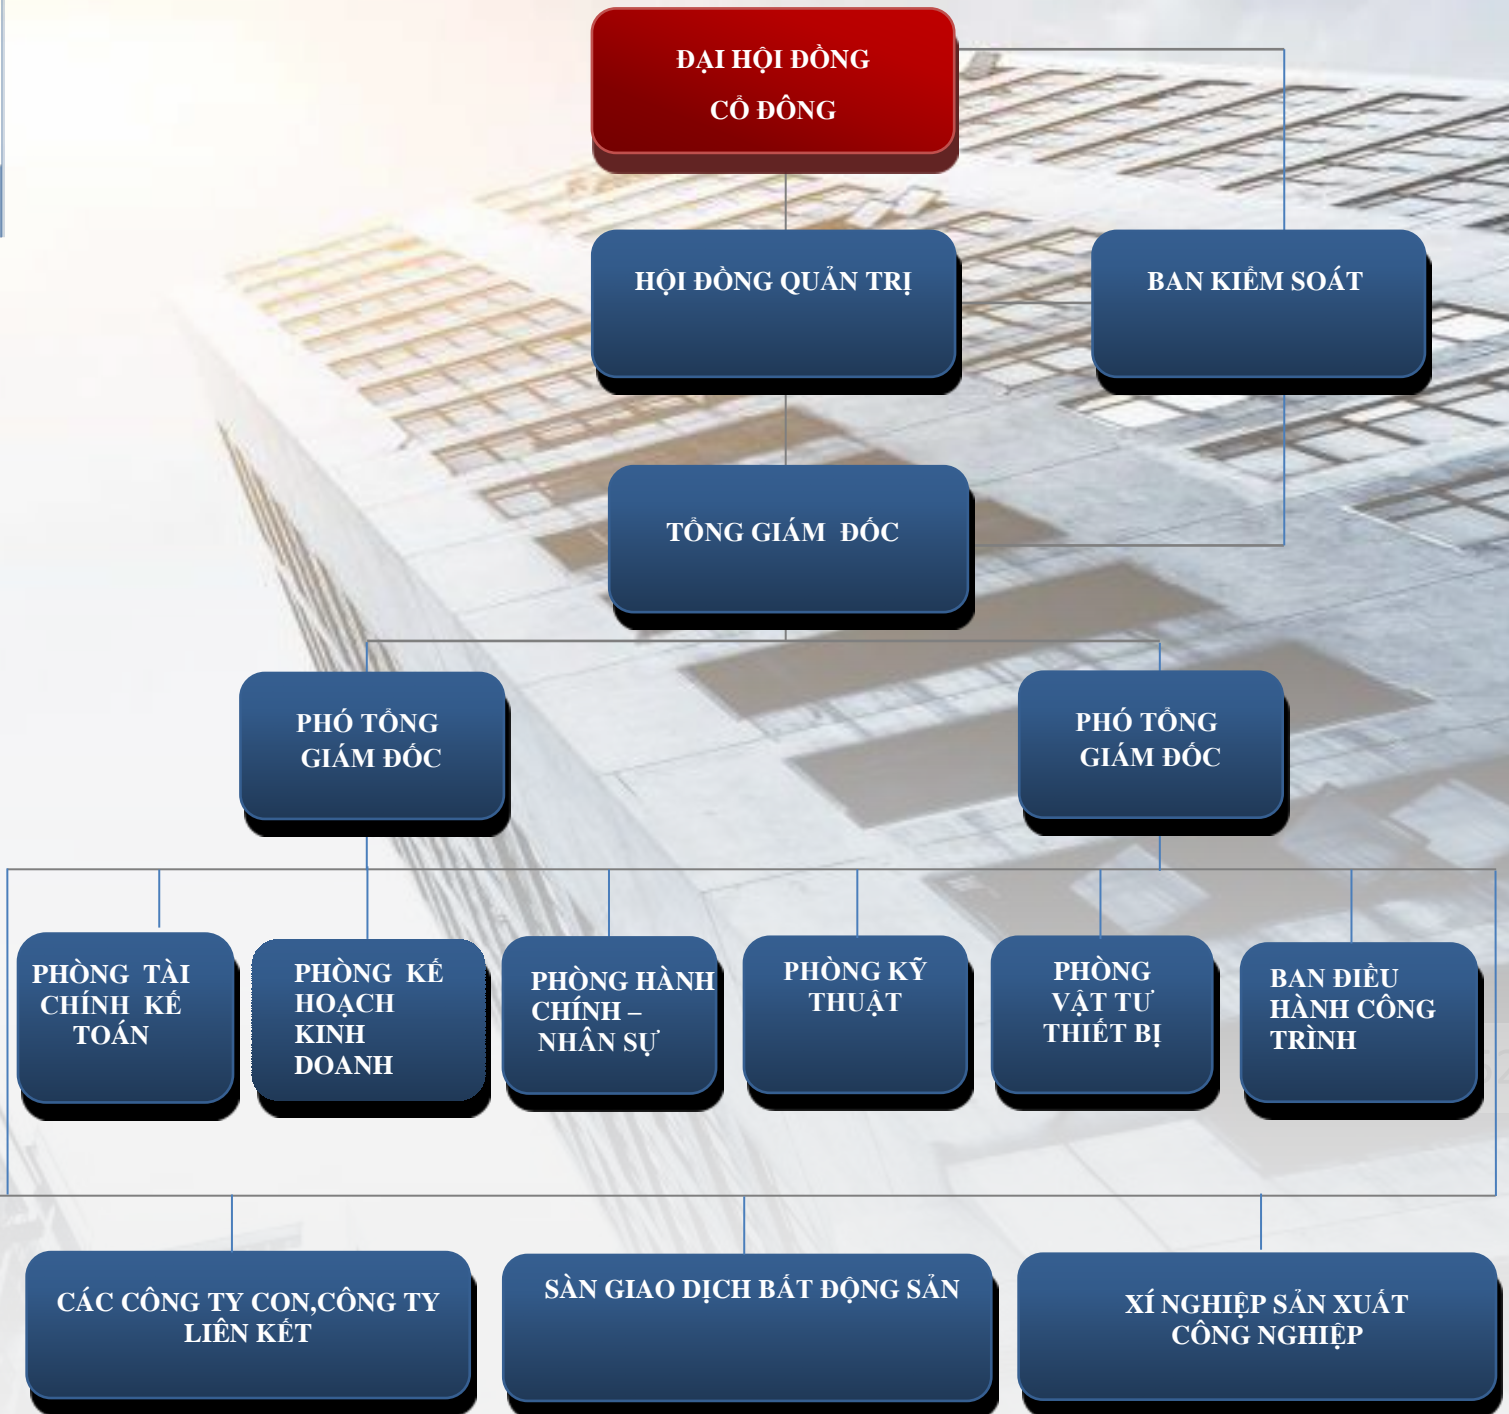 ĐẠI HỘI ĐỒNG
CỔ ĐÔNG
HỘI ĐỒNG QUẢN TRỊ
BAN KIỂM SOÁT
TỔNG GIÁM ĐỐC
PHÓ TỔNG
GIÁM ĐỐC
PHÓ TỔNG
GIÁM ĐỐC
PHÒNG TÀI
CHÍNH KẾ
TOÁN
PHÒNG KẾ
HOẠCH
KINH
DOANH
PHÒNG HÀNH
CHÍNH –
NHÂN SỰ
PHÒNG KỸ
THUẬT
PHÒNG
VẬT TƯ
THIẾT BỊ
BAN ĐIỀU
HÀNH CÔNG
TRÌNH
CÁC CÔNG TY CON,CÔNG TY
LIÊN KẾT
SÀN GIAO DỊCH BẤT ĐỘNG SẢN
XÍ NGHIỆP SẢN XUẤT
CÔNG NGHIỆP